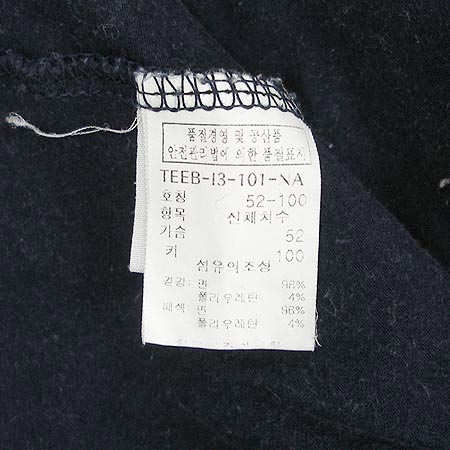 품질경영 및 공산품
안전관리법에 의한 품질표시
TEEB-13-101-NA
호칭 52-100
항목 신체치수
가슴 52
키 100
섬유의조성
겉감: 면 96%
폴리우레탄 4%
배색: 면 96%
폴리우레탄 4%